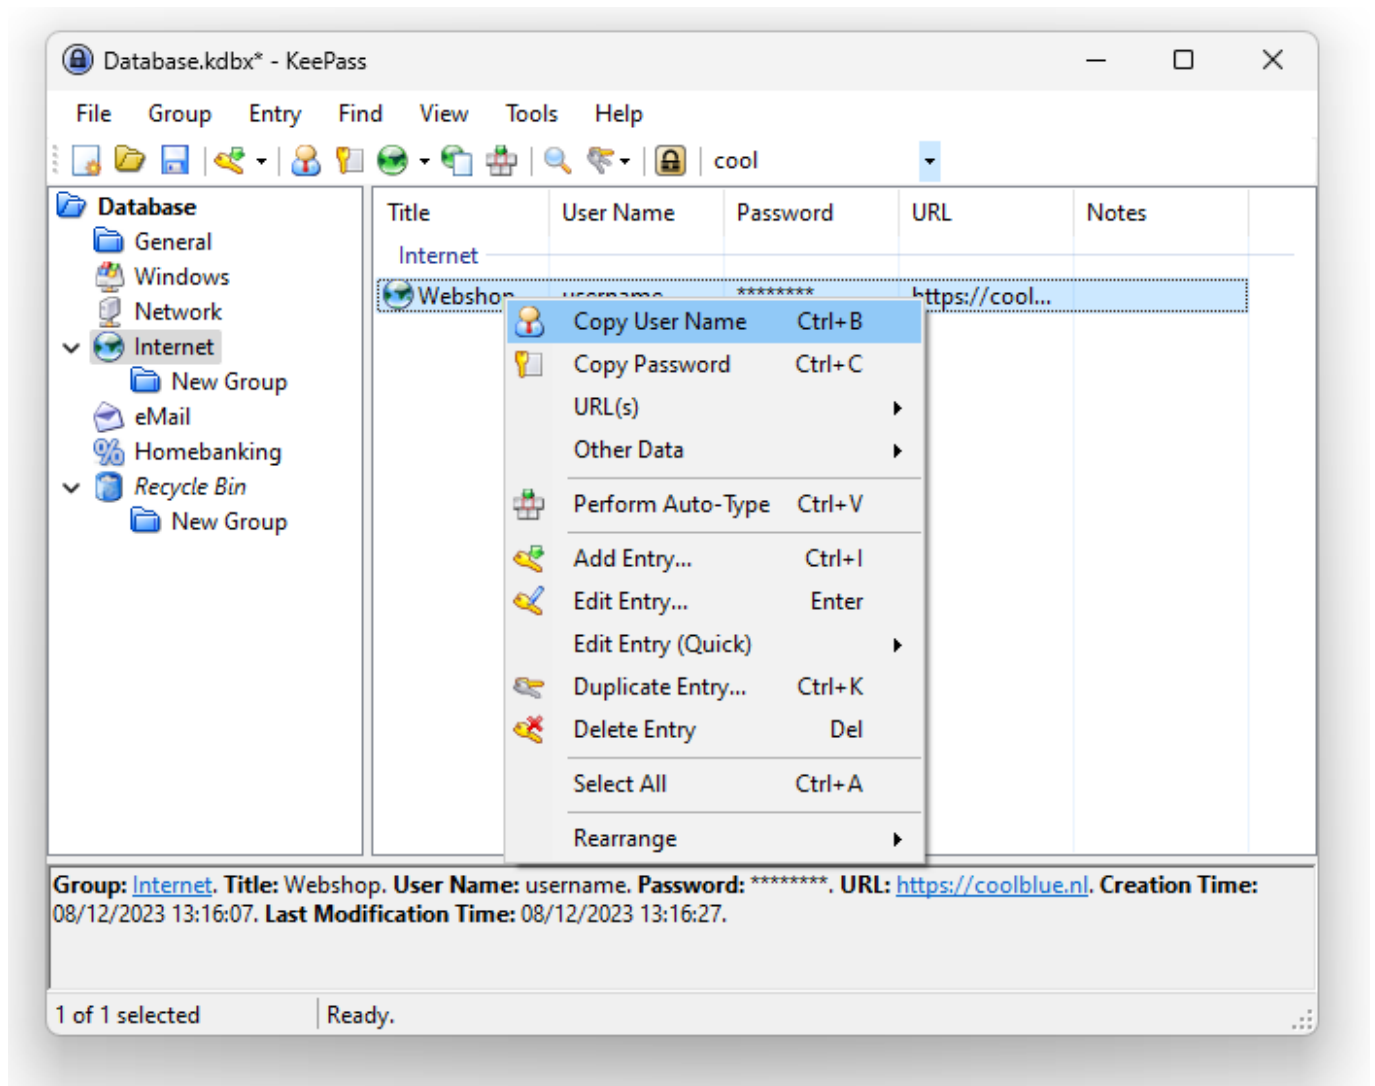 Database.kdbx* - KeePass
File Group Entry Find View Tools Help
cool
Database
General
Windows
Network
Internet
New Group
eMail
Homebanking
Recycle Bin
New Group
Title User Name Password URL Notes
Internet
Webshop username ******** https://cool...
Copy User Name Ctrl+B
Copy Password Ctrl+C
URL(s)
Other Data
Perform Auto-Type Ctrl+V
Add Entry... Ctrl+I
Edit Entry... Enter
Edit Entry (Quick)
Duplicate Entry... Ctrl+K
Delete Entry Del
Select All Ctrl+A
Rearrange
Group: Internet. Title: Webshop. User Name: username. Password: ********. URL: https://coolblue.nl. Creation Time:
08/12/2023 13:16:07. Last Modification Time: 08/12/2023 13:16:27.
1 of 1 selected Ready.